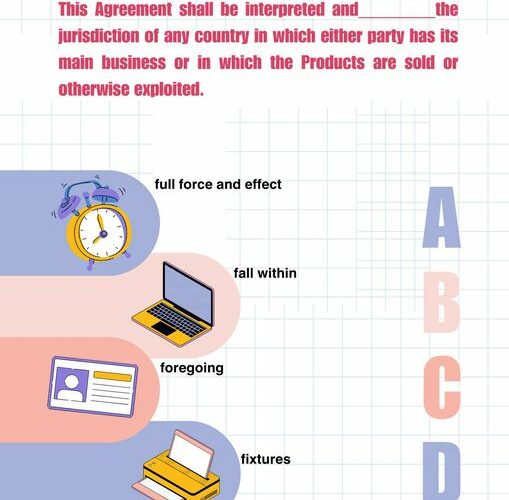 This Agreement shall be interpreted and_________the
jurisdiction of any country in which either party has its
main business or in which the Products are sold or
otherwise exploited.
full force and effect
A
fall within
B
foregoing
C
fixtures
D